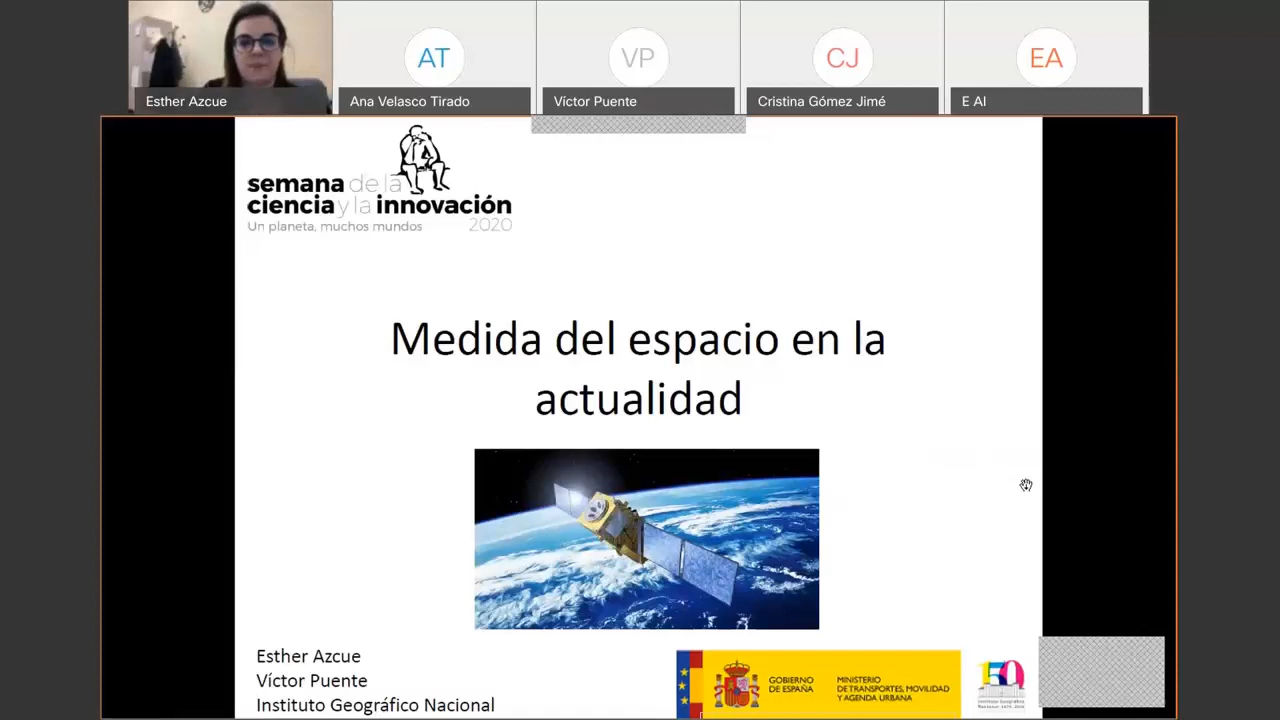 AT
VP
CJ
EA
Esther Azcue
Ana Velasco Tirado
Víctor Puente
Cristina Gómez Jimé
E AI
semana de la
ciencia y la innovación
Un planeta, muchos mundos 2020
Medida del espacio en la
actualidad
Esther Azcue
Víctor Puente
Instituto Geográfico Nacional
GOBIERNO
DE ESPAÑA
MINISTERIO
DE TRANSPORTES, MOVILIDAD
Y AGENDA URBANA
150